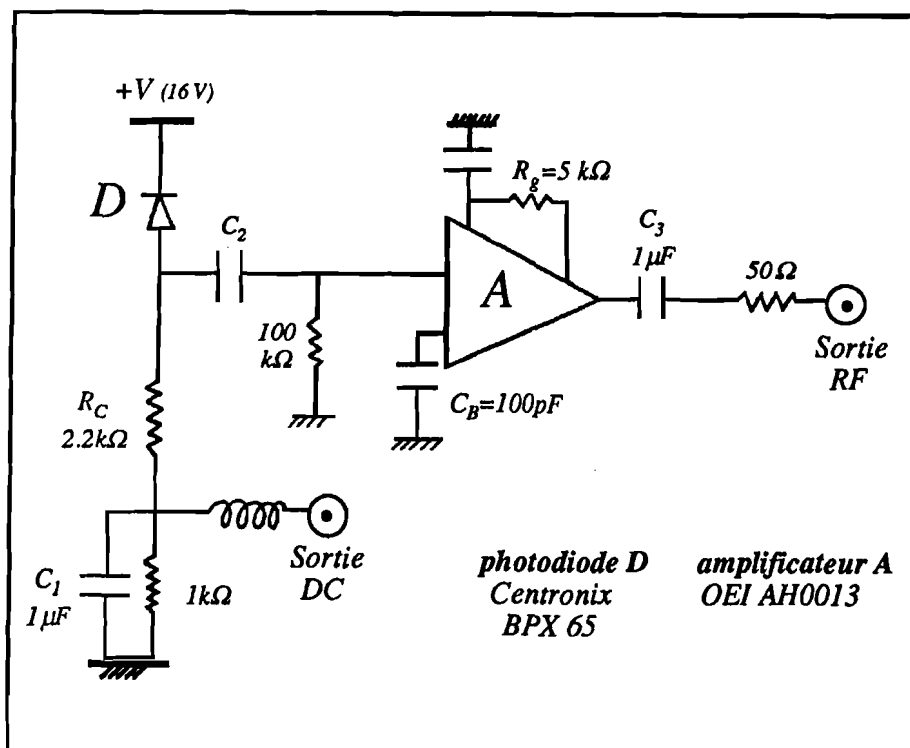 +V (16V)
D
C2
Rg=5 kΩ
C3
1μF
50Ω
A
100
kΩ
Sortie
RF
CB=100pF
RC
2.2kΩ
Sortie
DC
C1
1μF
1kΩ
photodiode D
Centronix
BPX 65
amplificateur A
OEI AH0013